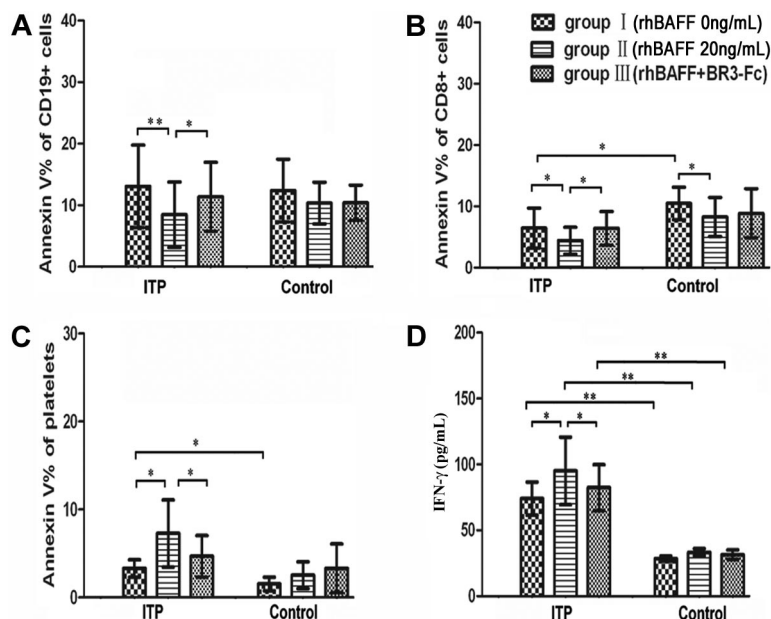 A
Annexin V% of CD19+ cells
40
30
20
10
0
**
*
ITP
Control
B
group Ⅰ (rhBAFF 0ng/mL)
group Ⅱ (rhBAFF 20ng/mL)
group Ⅲ (rhBAFF+BR3-Fc)
Annexin V% of CD8+ cells
40
30
20
10
0
*
*
*
*
ITP
Control
C
Annexin V% of platelets
30
20
10
0
*
*
*
ITP
Control
D
IFN-γ (pg/mL)
200
150
100
50
0
**
**
**
*
*
ITP
Control